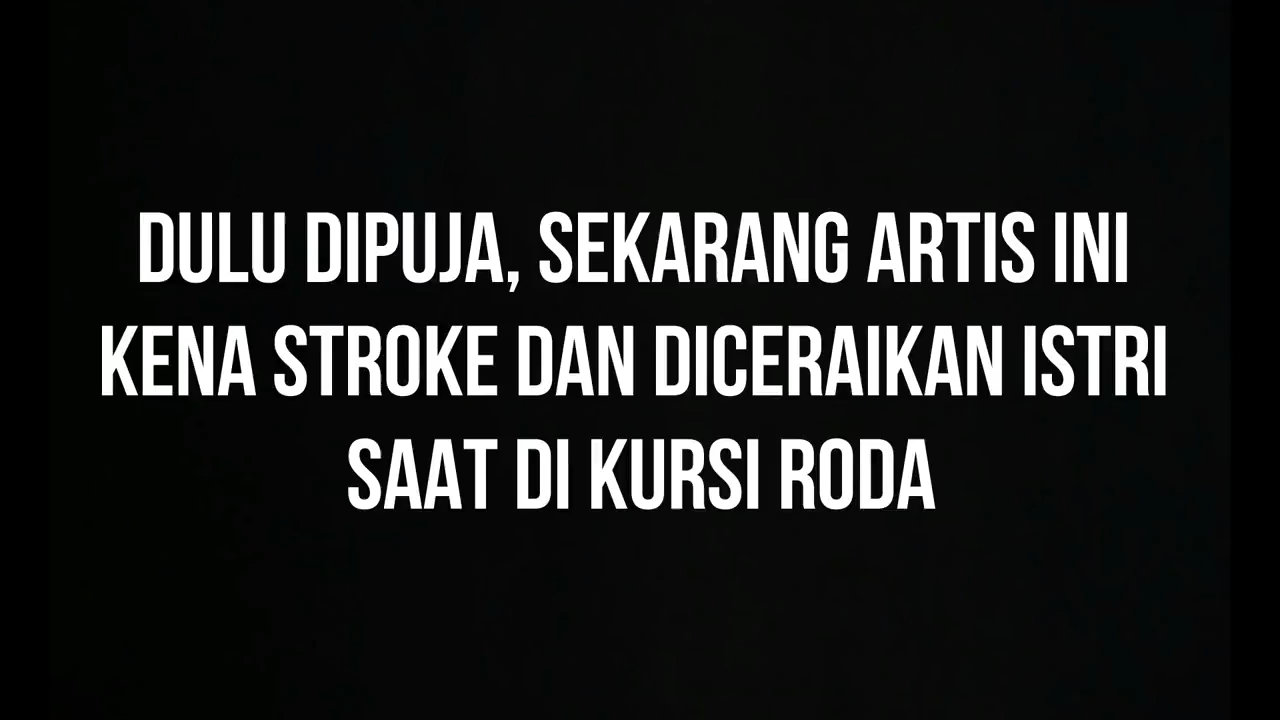 DULU DIPUJA, SEKARANG ARTIS INI
KENA STROKE DAN DICERAIKAN ISTRI
SAAT DI KURSI RODA